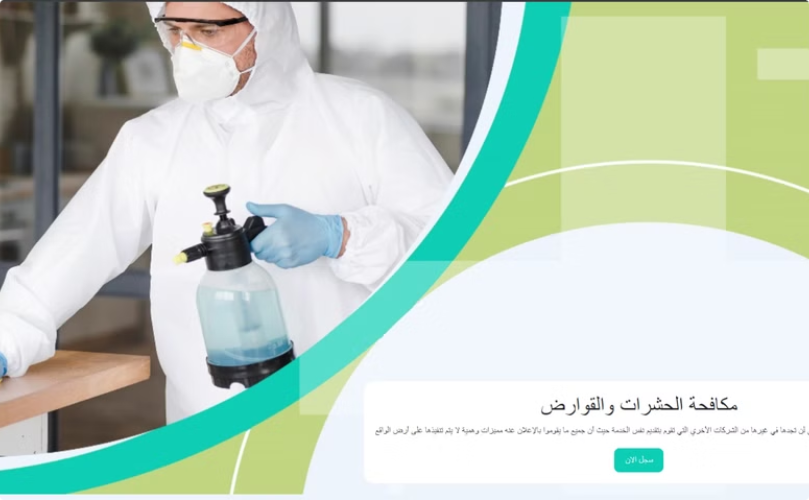 مكافحة الحشرات والقوارض
أن تجدها في غيرها من الشركات الأخري التي تقوم بتقديم نفس الخدمة حيث أن جميع ما يقوموا بالإعلان عنه مميزات وهمية لا يتم تنفيذها على أرض الواقع
سجل الان